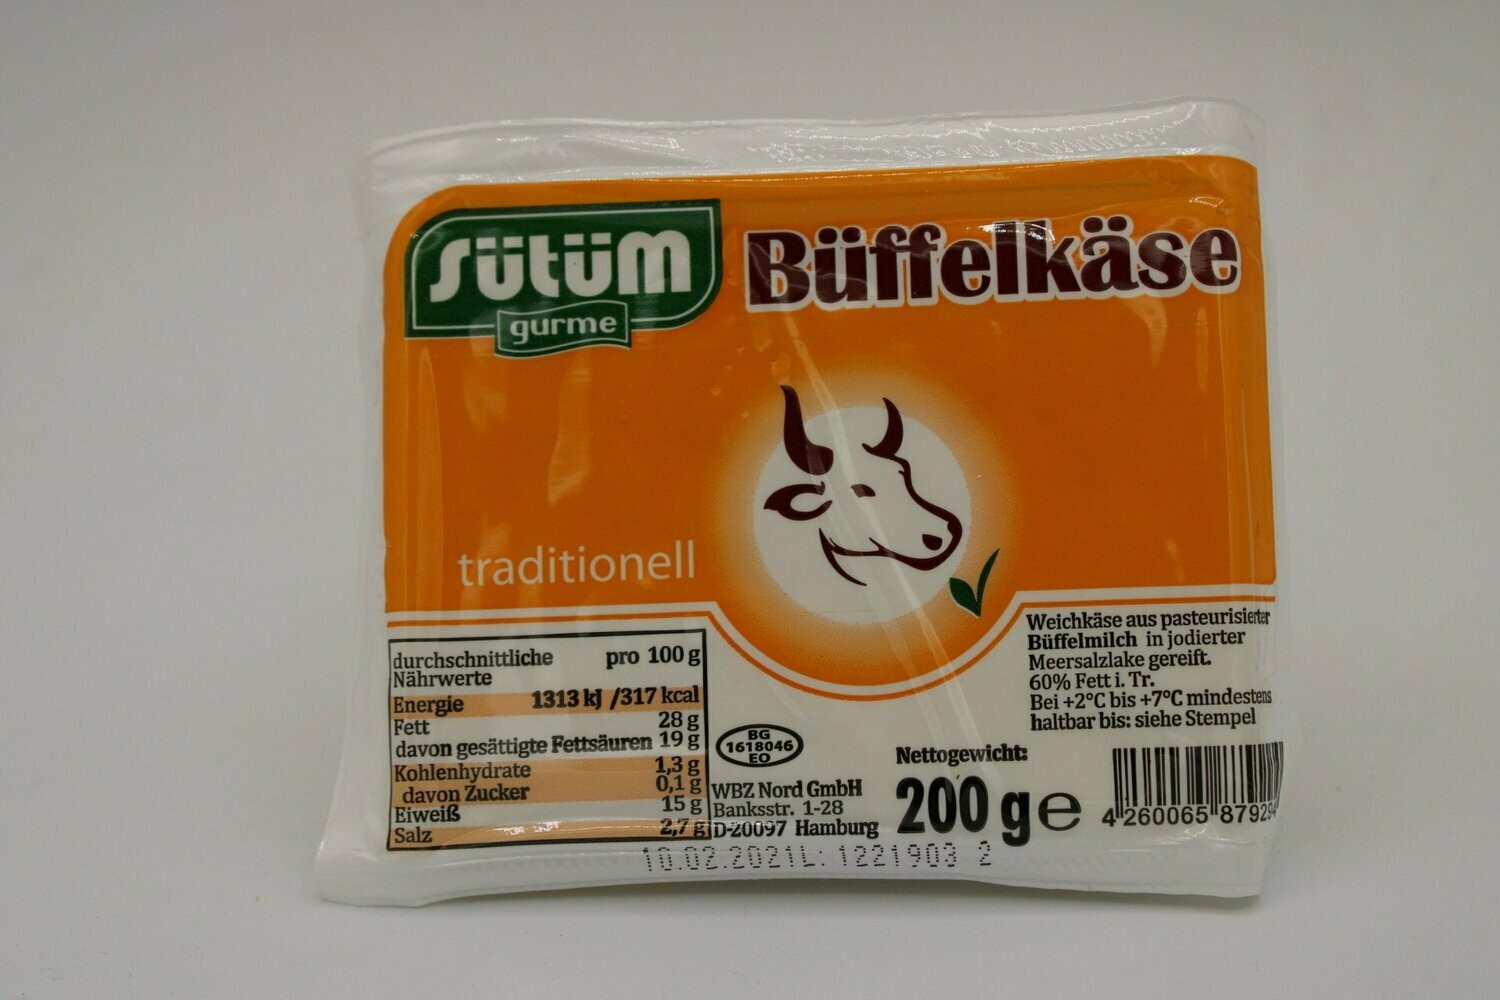 sütüm
gurme
Büffelkäse
traditionell
durchschnittliche pro 100 g
Nährwerte
Energie 1313 kJ /317 kcal
Fett 28 g
davon gesättigte Fettsäuren 19 g
Kohlenhydrate 1,3 g
davon Zucker 0,1 g
Eiweiß 15 g
Salz 2,7 g
BG
1618046
EO
WBZ Nord GmbH
Banksstr. 1-28
D-20097 Hamburg
Nettogewicht:
200 g e
Weichkäse aus pasteurisierter
Büffelmilch in jodierter
Meersalzlake gereift.
60% Fett i. Tr.
Bei +2°C bis +7°C mindestens
haltbar bis: siehe Stempel
4 260065 879294
10.02.2021L: 1221903 2